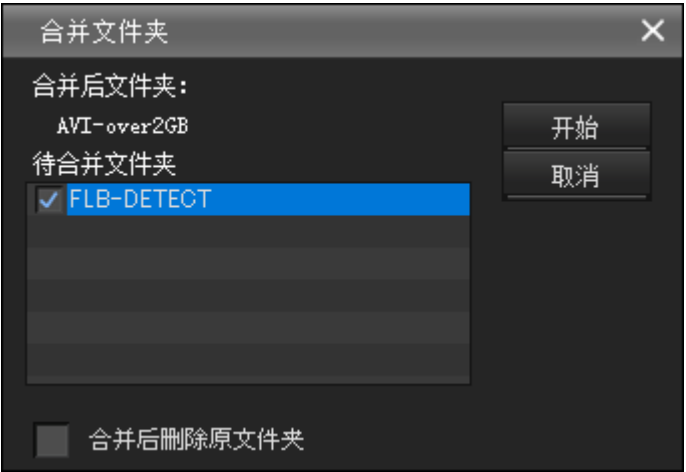 合并文件夹
合并后文件夹:
AVI-over2GB
开始
待合并文件夹
取消
FLB-DETECT
合并后删除原文件夹